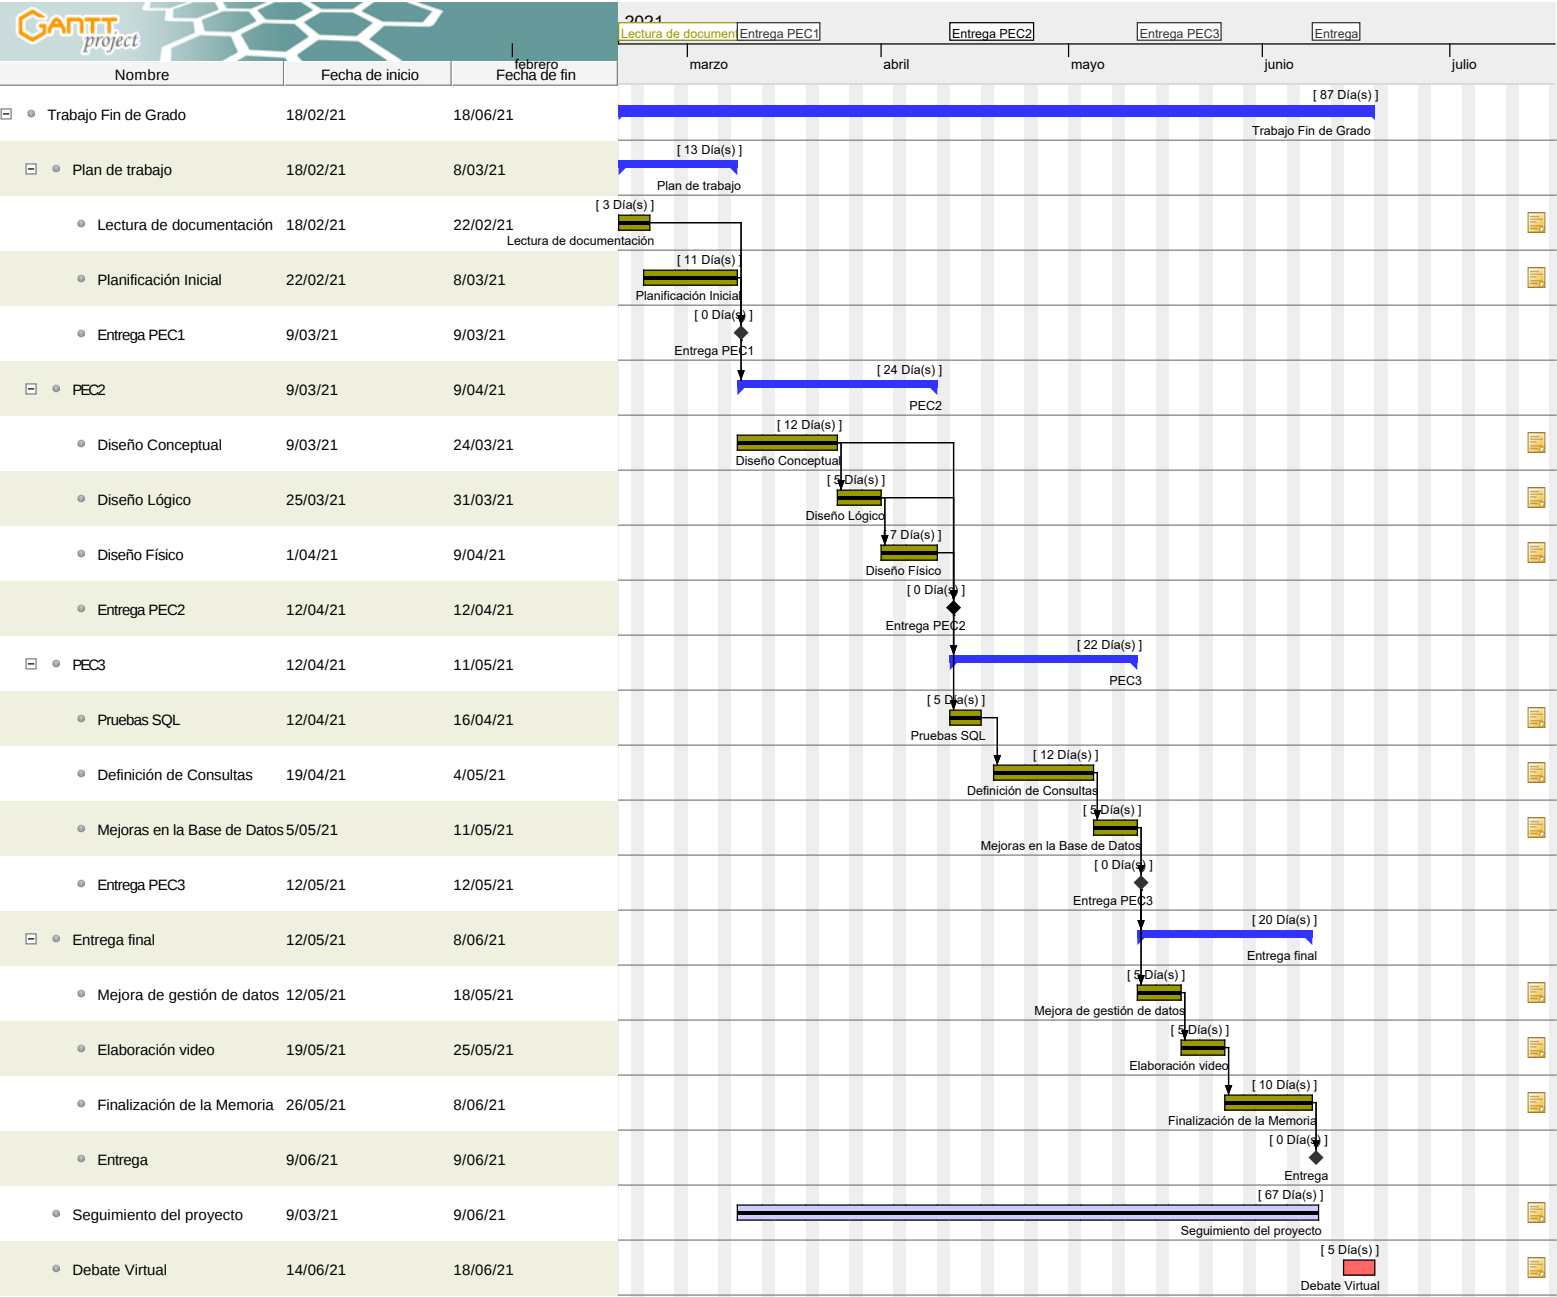 GANTT
project
2021
Lectura de documen
Entrega PEC1
Entrega PEC2
Entrega PEC3
Entrega
febrero
marzo
abril
mayo
junio
julio
Nombre Fecha de inicio Fecha de fin
Trabajo Fin de Grado 18/02/21 18/06/21
[ 87 Día(s) ]
Trabajo Fin de Grado
Plan de trabajo 18/02/21 8/03/21
[ 13 Día(s) ]
Plan de trabajo
Lectura de documentación 18/02/21 22/02/21
[ 3 Día(s) ]
Lectura de documentación
Planificación Inicial 22/02/21 8/03/21
[ 11 Día(s) ]
Planificación Inicial
Entrega PEC1 9/03/21 9/03/21
[ 0 Día(s) ]
Entrega PEC1
PEC2 9/03/21 9/04/21
[ 24 Día(s) ]
PEC2
Diseño Conceptual 9/03/21 24/03/21
[ 12 Día(s) ]
Diseño Conceptual
Diseño Lógico 25/03/21 31/03/21
[ 5 Día(s) ]
Diseño Lógico
Diseño Físico 1/04/21 9/04/21
[ 7 Día(s) ]
Diseño Físico
Entrega PEC2 12/04/21 12/04/21
[ 0 Día(s) ]
Entrega PEC2
PEC3 12/04/21 11/05/21
[ 22 Día(s) ]
PEC3
Pruebas SQL 12/04/21 16/04/21
[ 5 Día(s) ]
Pruebas SQL
Definición de Consultas 19/04/21 4/05/21
[ 12 Día(s) ]
Definición de Consultas
Mejoras en la Base de Datos 5/05/21 11/05/21
[ 5 Día(s) ]
Mejoras en la Base de Datos
Entrega PEC3 12/05/21 12/05/21
[ 0 Día(s) ]
Entrega PEC3
Entrega final 12/05/21 8/06/21
[ 20 Día(s) ]
Entrega final
Mejora de gestión de datos 12/05/21 18/05/21
[ 5 Día(s) ]
Mejora de gestión de datos
Elaboración video 19/05/21 25/05/21
[ 5 Día(s) ]
Elaboración video
Finalización de la Memoria 26/05/21 8/06/21
[ 10 Día(s) ]
Finalización de la Memoria
Entrega 9/06/21 9/06/21
[ 0 Día(s) ]
Entrega
Seguimiento del proyecto 9/03/21 9/06/21
[ 67 Día(s) ]
Seguimiento del proyecto
Debate Virtual 14/06/21 18/06/21
[ 5 Día(s) ]
Debate Virtual